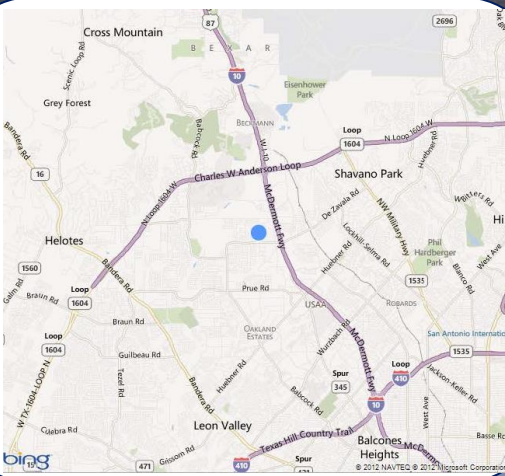 87
2696
Cross Mountain
BEXAR
10
Scenic Loop Rd
Eisenhower
Park
Grey Forest
Babcock Rd
BECKMANN
Bandera Rd
W I-10
Loop
1604
N Loop 1604 W
Huebner Rd
16
Charles W Anderson Loop
Shavano Park
N Loop 1604 W
McDermott Fwy
De Zavala Rd
NW Military Hwy
W Bitters Rd
Lockhill-Selma Rd
Helotes
Huebner Rd
Phil
Hardberger
Park
West Ave
Blanco Rd
1560
Bandera Rd
Galm Rd
Braun Rd
Loop
1604
Prue Rd
1535
USAA
ROBARDS
Braun Rd
OAKLAND
ESTATES
Wurzbach Rd
McDermott Fwy
San Antonio Internatio
Loop
1604
Guilbeau Rd
Loop
410
1535
W TX-1604-LOOP N
Tezel Rd
Bandera Rd
Huebner Rd
Babcock Rd
Spur
345
Jackson-Keller Rd
10
West Ave
Culebra Rd
Leon Valley
Texas Hill Country Trail
Balcones
Heights
McDermo
Basse Rd
bing
471
Grissom Rd
410
Spur
© 2012 NAVTEQ © 2012 Microsoft Corporation